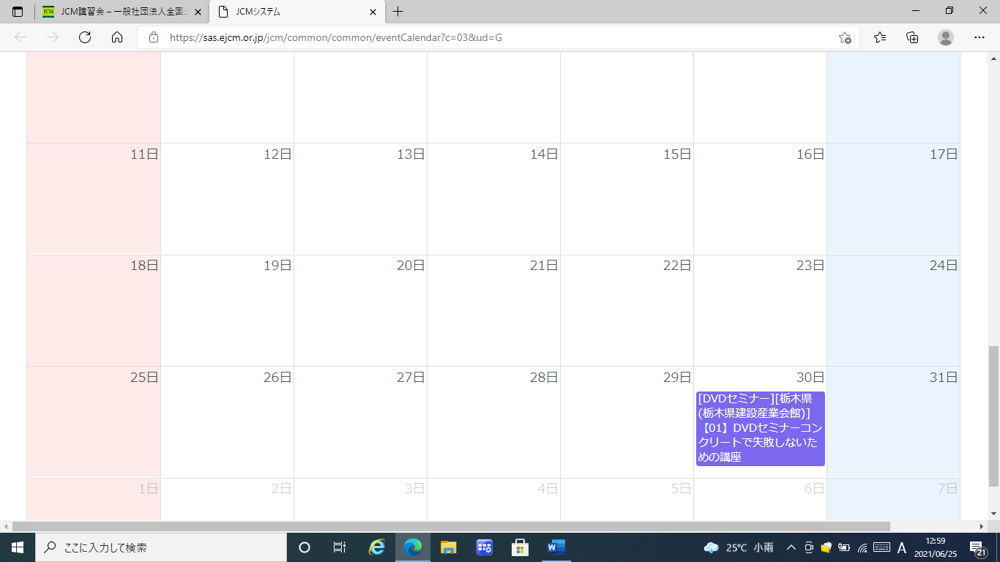 JCM
JCM講習会 – 一般社団法人全国
JCMシステム
https://sas.ejcm.or.jp/jcm/common/common/eventCalendar?c=03&ud=G
11日 12日 13日 14日 15日 16日 17日
18日 19日 20日 21日 22日 23日 24日
25日 26日 27日 28日 29日 30日 31日
[DVDセミナー][栃木県
(栃木県建設産業会館)]
【01】DVDセミナーコン
クリートで失敗しないた
めの講座
1日 2日 3日 4日 5日 6日 7日
ここに入力して検索
25°C 小雨
A
12:59
2021/06/25
21